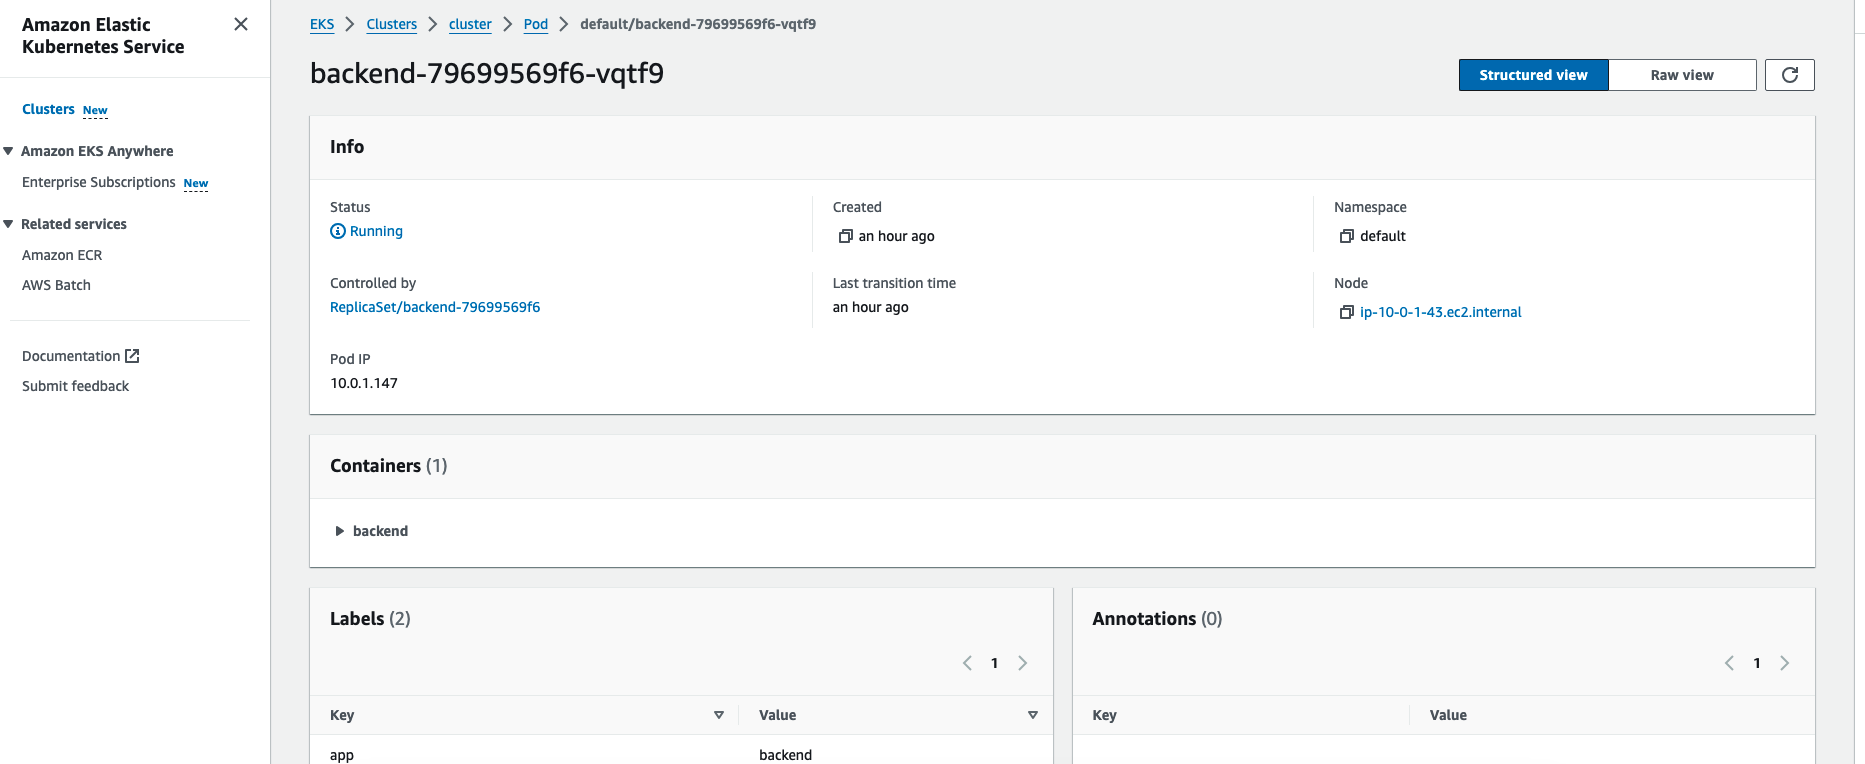 Amazon Elastic
Kubernetes Service
Clusters New
Amazon EKS Anywhere
Enterprise Subscriptions New
Related services
Amazon ECR
AWS Batch
Documentation
Submit feedback
EKS Clusters cluster Pod default/backend-79699569f6-vqtf9
backend-79699569f6-vqtf9
Structured view Raw view
Info
Status Created Namespace
Running an hour ago default
Controlled by Last transition time Node
ReplicaSet/backend-79699569f6 an hour ago ip-10-0-1-43.ec2.internal
Pod IP
10.0.1.147
Containers (1)
backend
Labels (2)
1
Key Value
app backend
Annotations (0)
1
Key Value